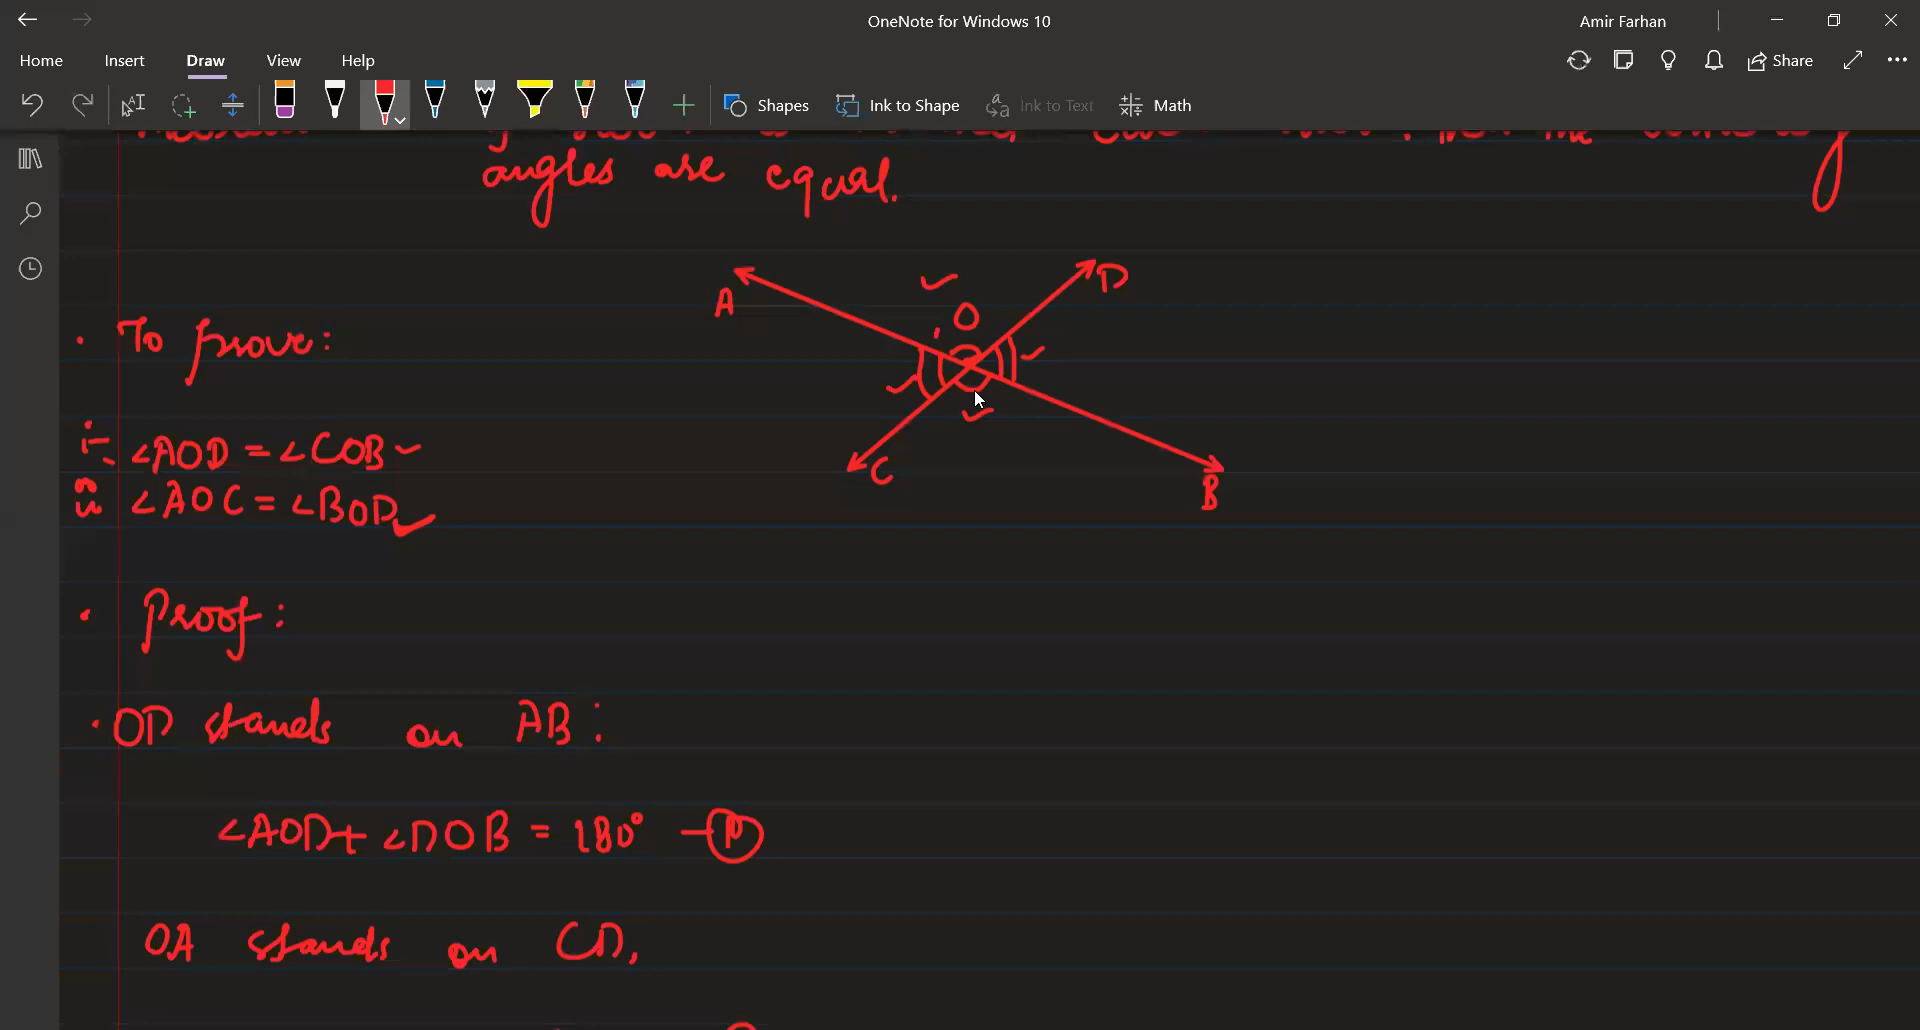 OneNote for Windows 10
Amir Farhan
Home Insert Draw View Help
Share
Shapes Ink to Shape Ink to Text Math
angles are equal.
A O D
C B
• To prove:
i- ∠AOD = ∠COB
∠AOC = ∠BOD
• Proof:
• OD stands on AB:
∠AOD + ∠DOB = 180° -
OA stands on CD,